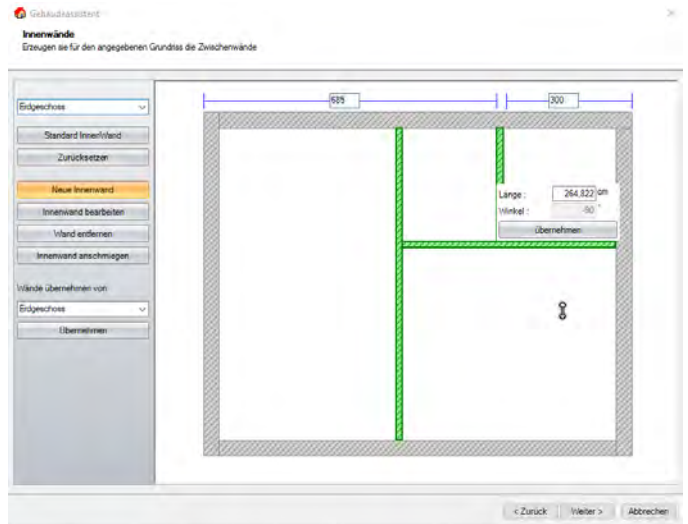 Gebäudeassistent
Innenwände
Erzeugen sie für den angegebenen Grundriss die Zwischenwände
Erdgeschoss
Standard InnenWand
Zurücksetzen
Neue Innenwand
Innenwand bearbeiten
Wand entfernen
Innenwand anschmiegen
Wände übernehmen von
Erdgeschoss
Übernehmen
685 300
Länge : 264,822 cm
Winkel : -90 °
Übernehmen
< Zurück Weiter > Abbrechen